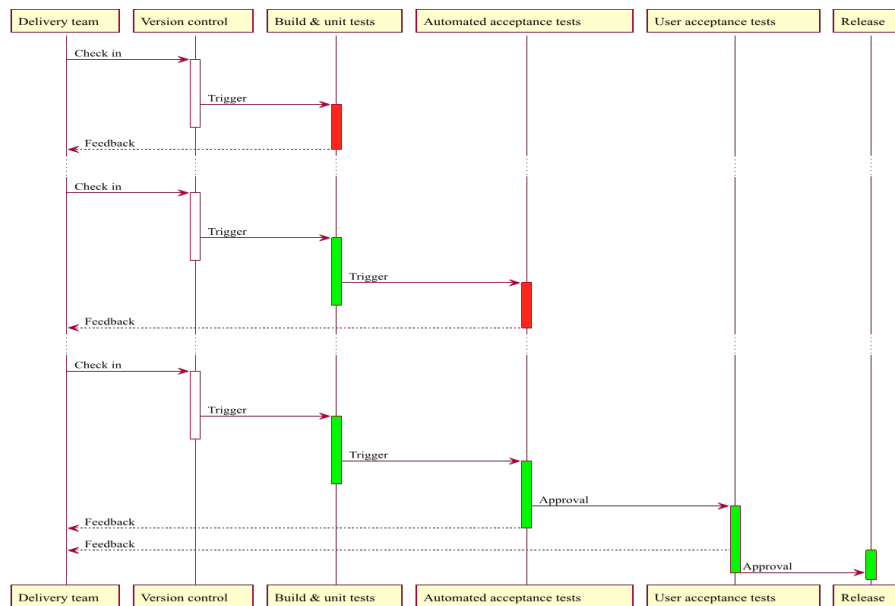 Delivery team
Version control
Build & unit tests
Automated acceptance tests
User acceptance tests
Release
Check in
Trigger
Feedback
Check in
Trigger
Trigger
Feedback
Check in
Trigger
Trigger
Approval
Feedback
Feedback
Approval
Delivery team
Version control
Build & unit tests
Automated acceptance tests
User acceptance tests
Release